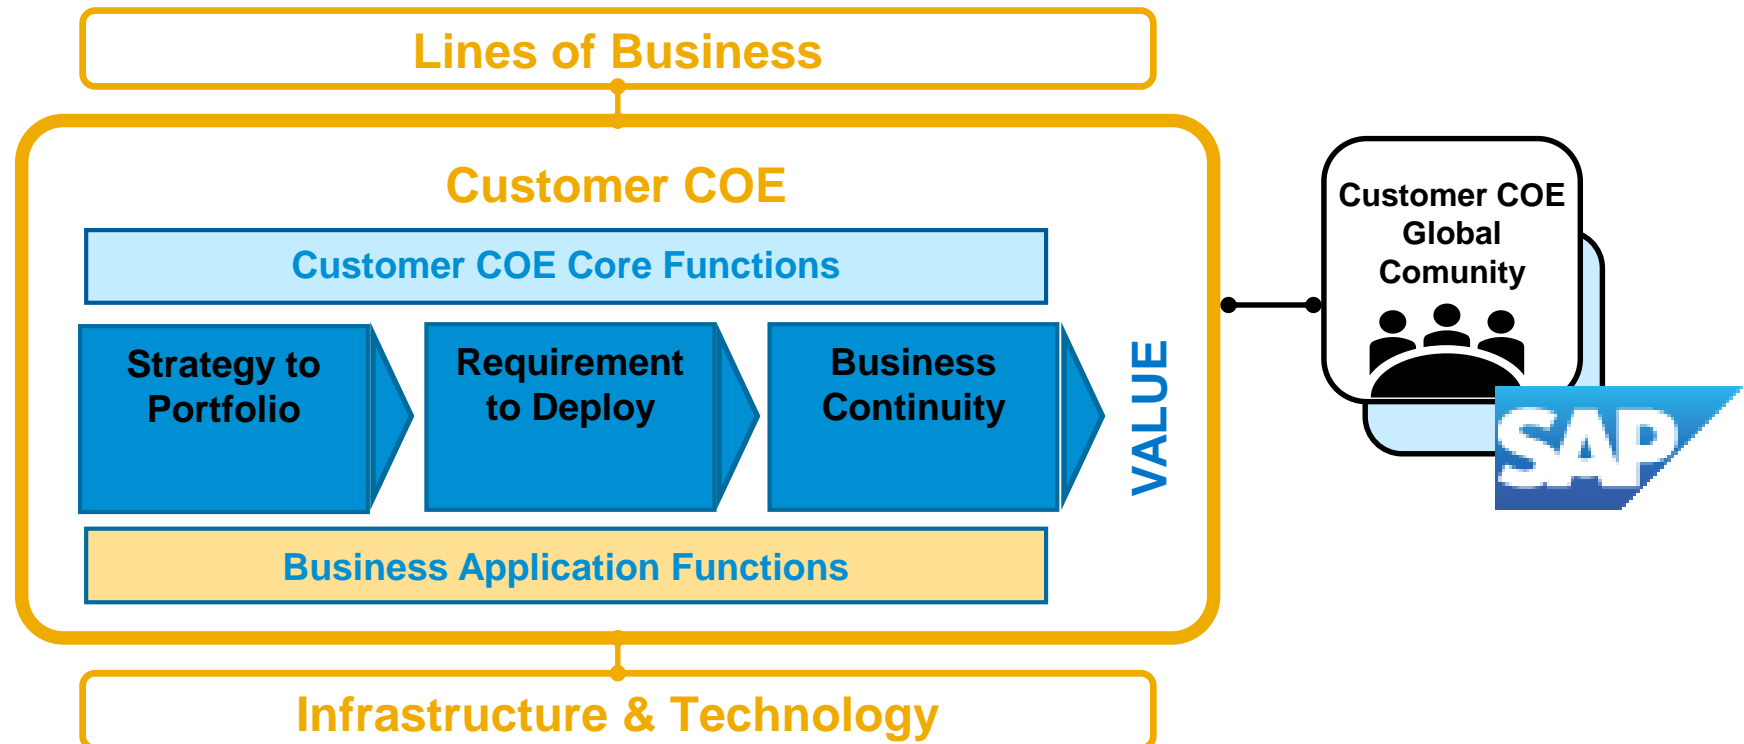 Lines of Business
Customer COE
Customer COE Core Functions
Strategy to
Portfolio
Requirement
to Deploy
Business
Continuity
VALUE
Business Application Functions
Infrastructure & Technology
Customer COE
Global
Comunity
SAP